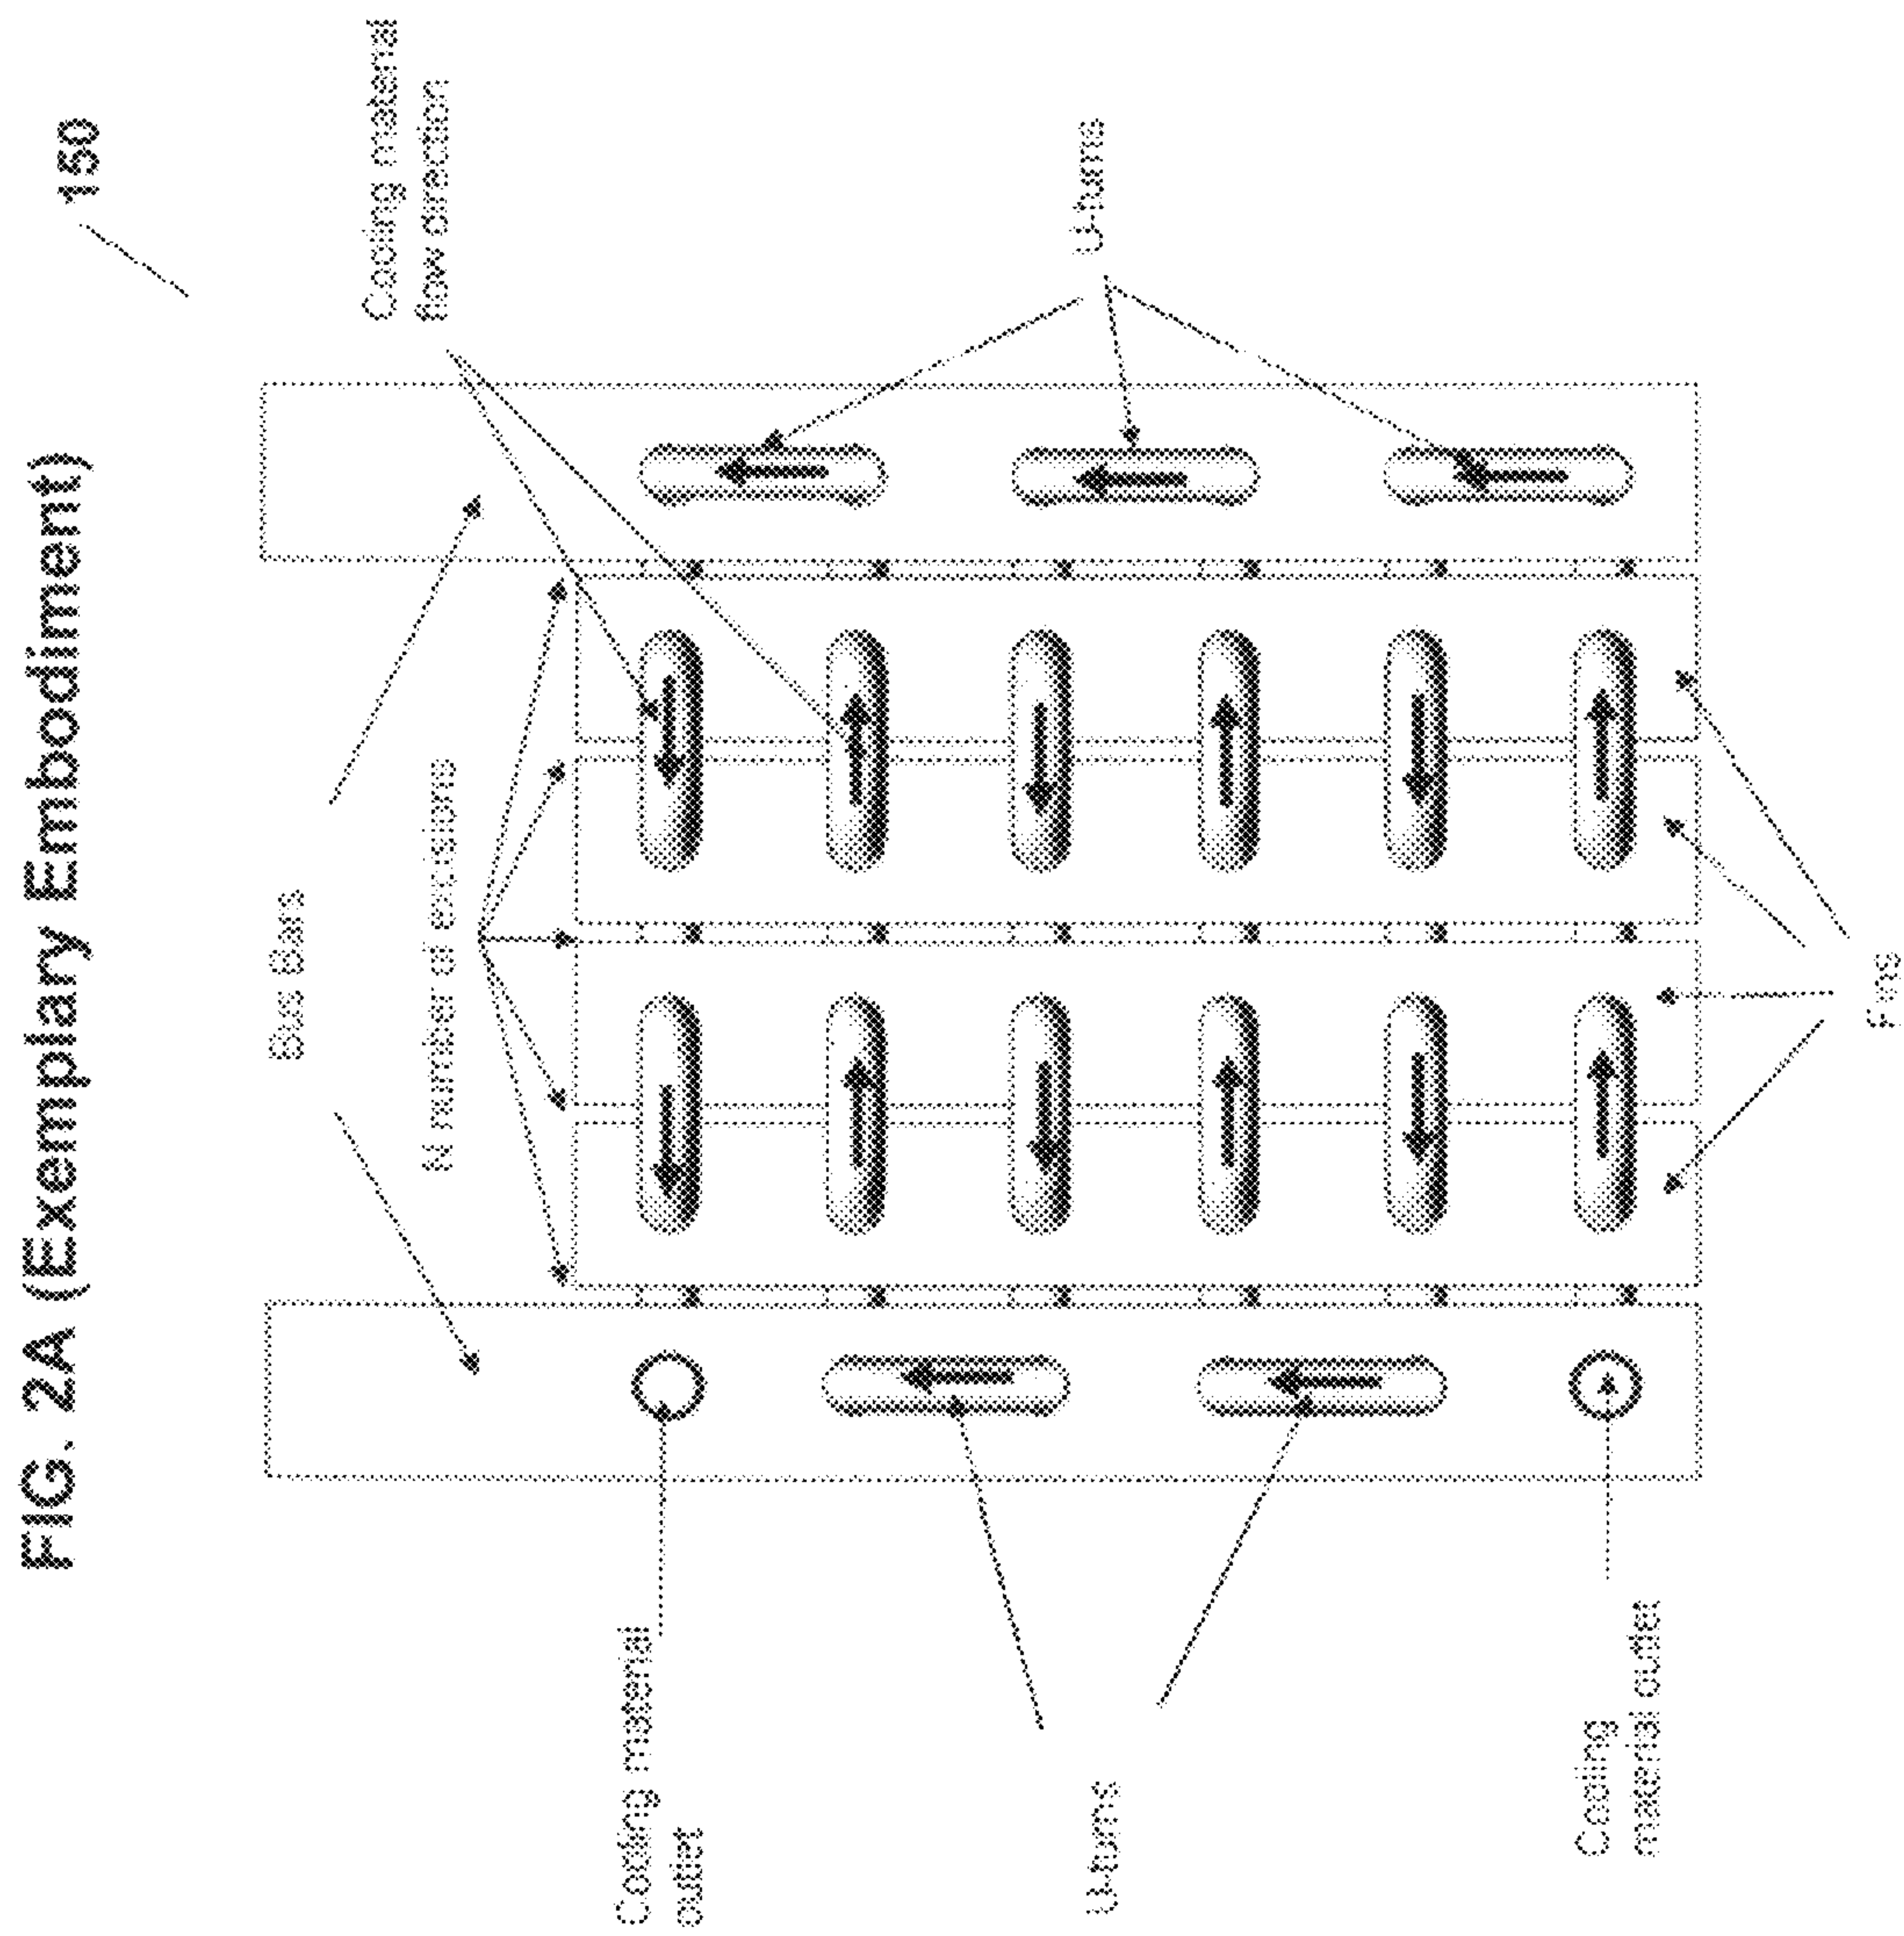 FIG. 2A (Exemplary Embodiment)
150
Cooling material
flow direction
Bus Bars
N number of excisions
U-turns
Cooling material
outlet
U-turns
Cooling
material outlet
Fins